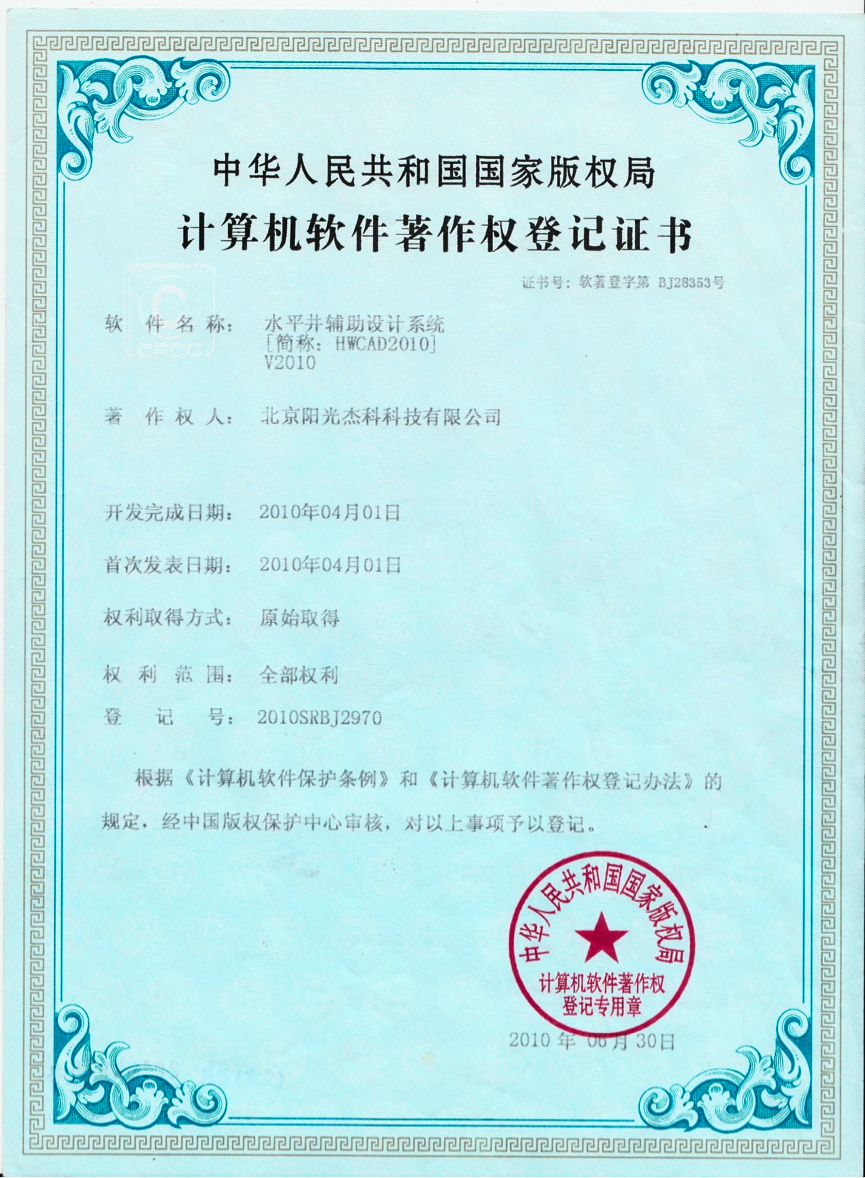 中华人民共和国国家版权局
计算机软件著作权登记证书
证书号：软著登字第 BJ28353号
CPCC
软件名称：水平井辅助设计系统
[简称：HWCAD2010]
V2010
著作权人：北京阳光杰科科技有限公司
开发完成日期：2010年04月01日
首次发表日期：2010年04月01日
权利取得方式：原始取得
权利范围：全部权利
登记号：2010SRBJ2970
根据《计算机软件保护条例》和《计算机软件著作权登记办法》的
规定，经中国版权保护中心审核，对以上事项予以登记。
中华人民共和国国家版权局
计算机软件著作权
登记专用章
2010年06月30日